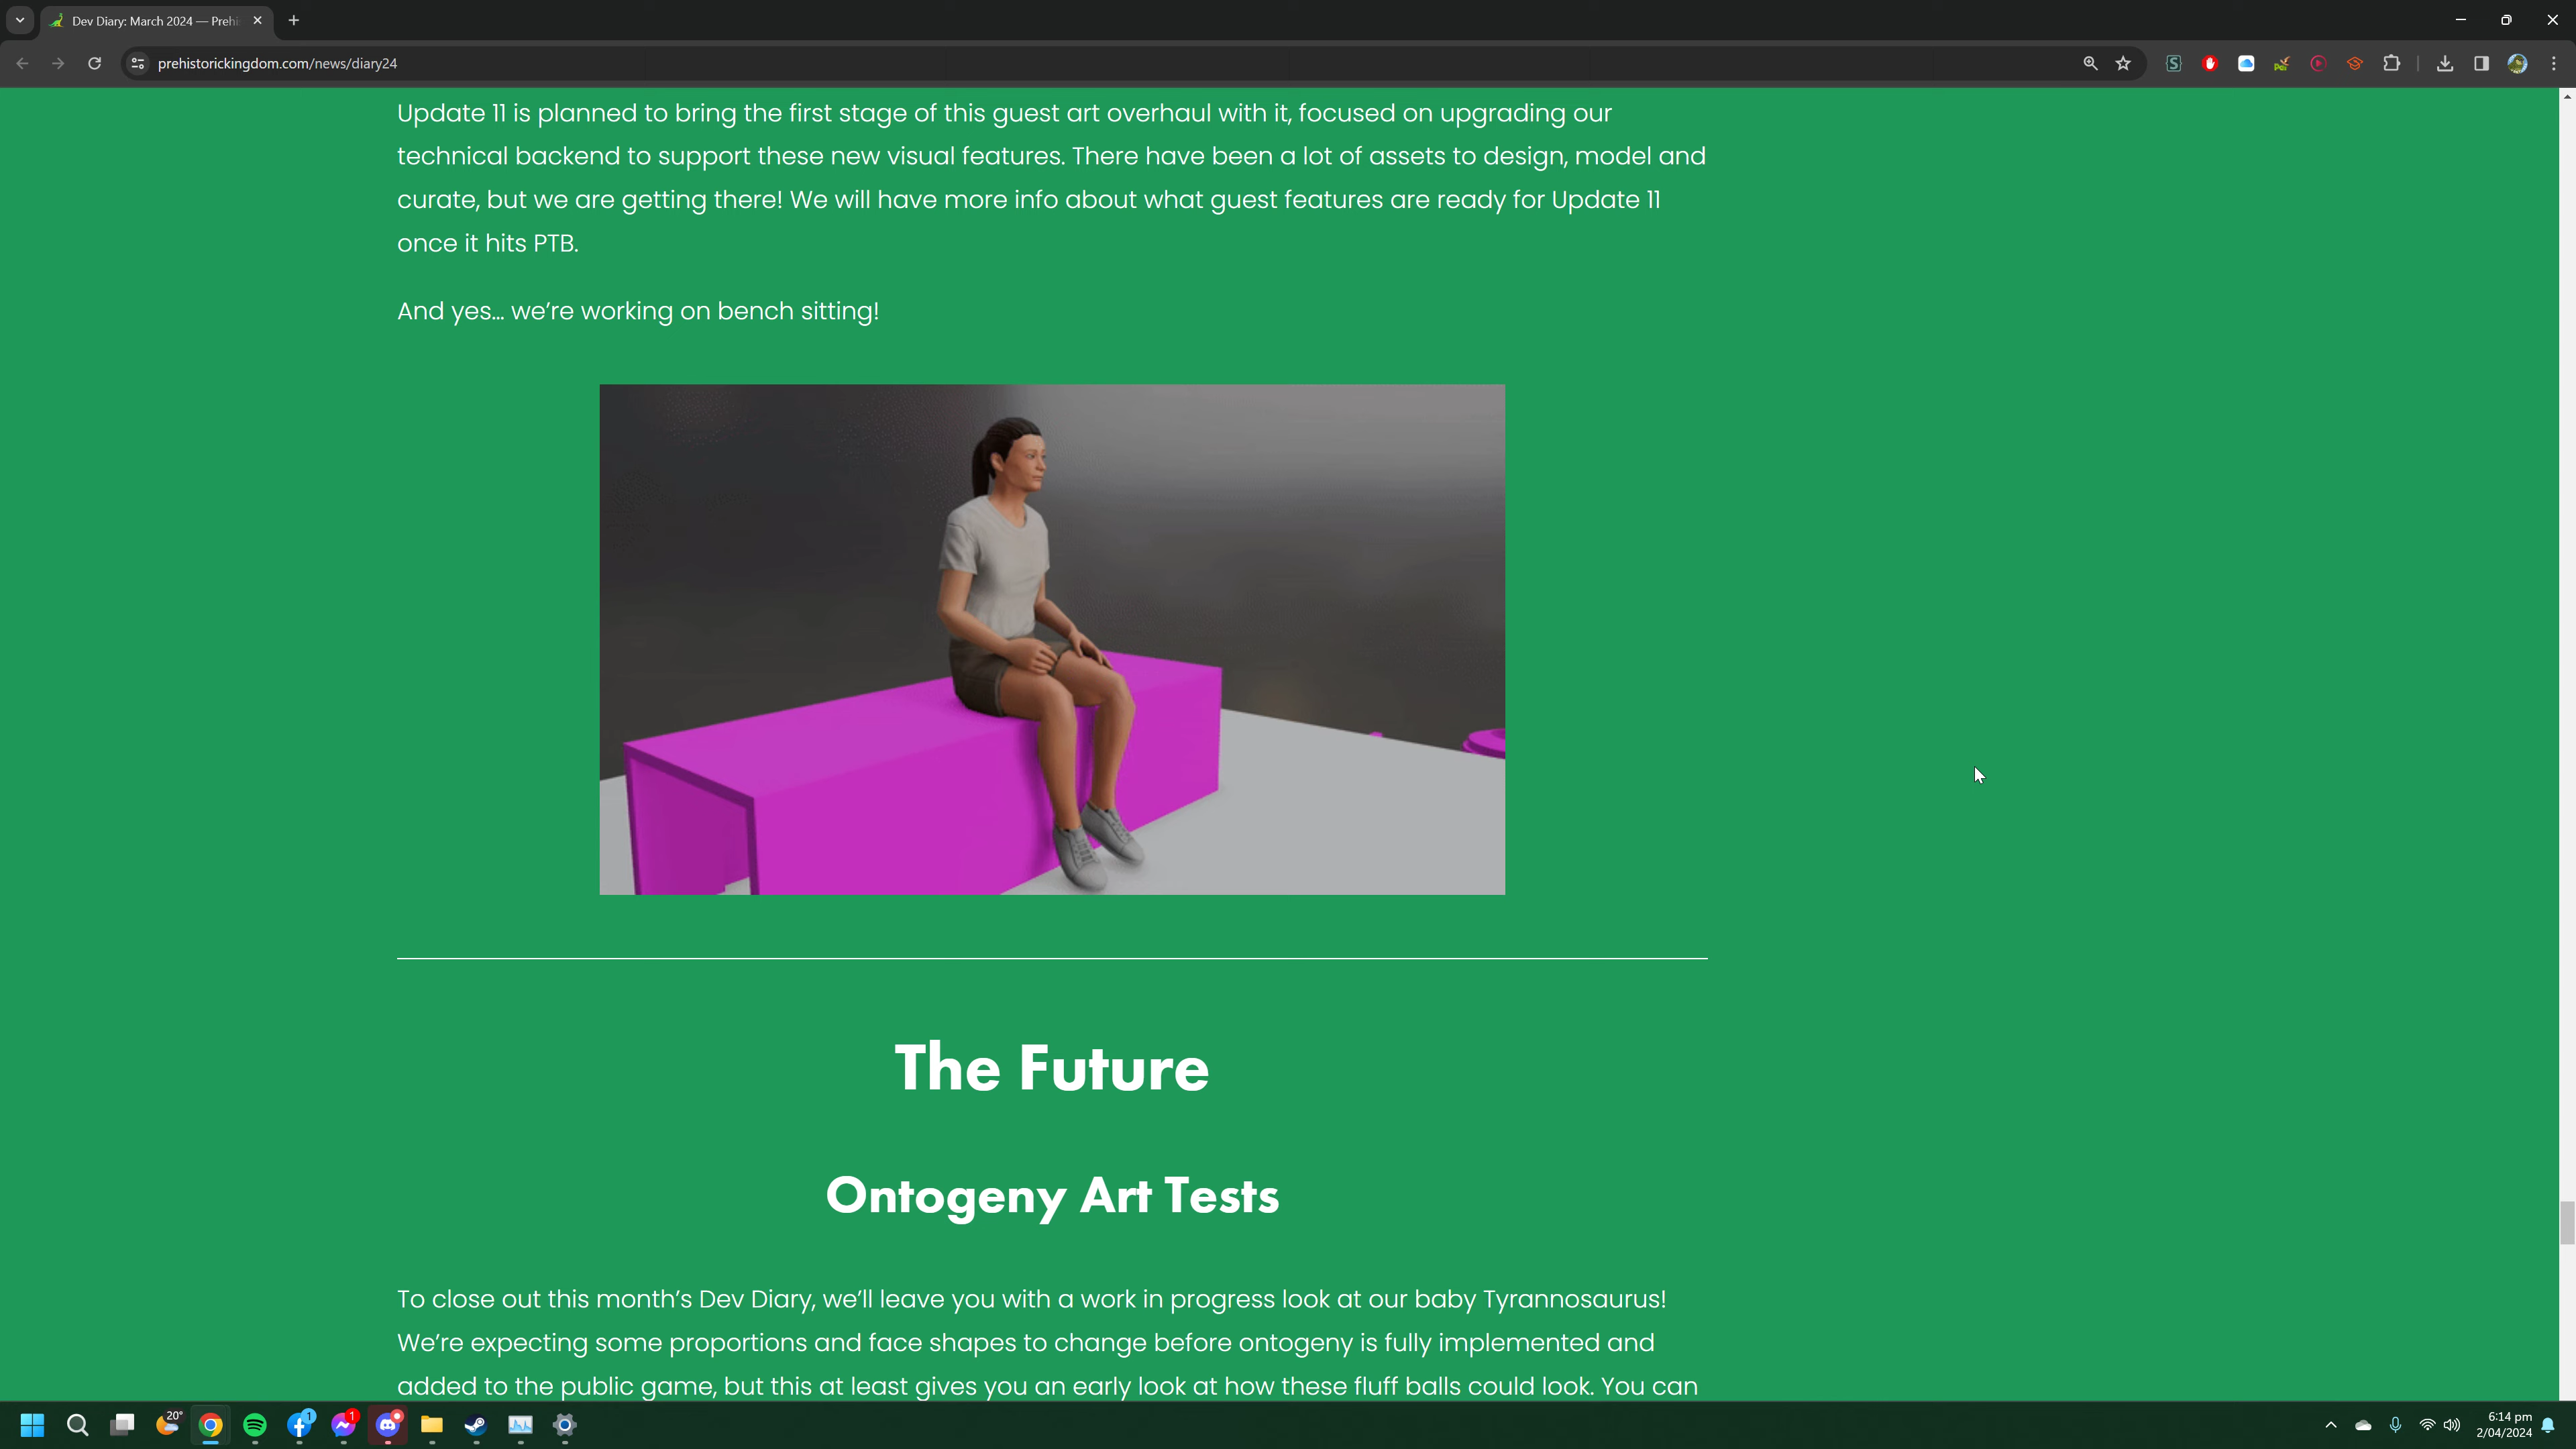 Dev Diary: March 2024 — Prehi
prehistorickingdom.com/news/diary24
Update 11 is planned to bring the first stage of this guest art overhaul with it, focused on upgrading our
technical backend to support these new visual features. There have been a lot of assets to design, model and
curate, but we are getting there! We will have more info about what guest features are ready for Update 11
once it hits PTB.
And yes... we're working on bench sitting!
The Future
Ontogeny Art Tests
To close out this month's Dev Diary, we'll leave you with a work in progress look at our baby Tyrannosaurus!
We're expecting some proportions and face shapes to change before ontogeny is fully implemented and
added to the public game, but this at least gives you an early look at how these fluff balls could look. You can
20°
1
1
6:14 pm
2/04/2024